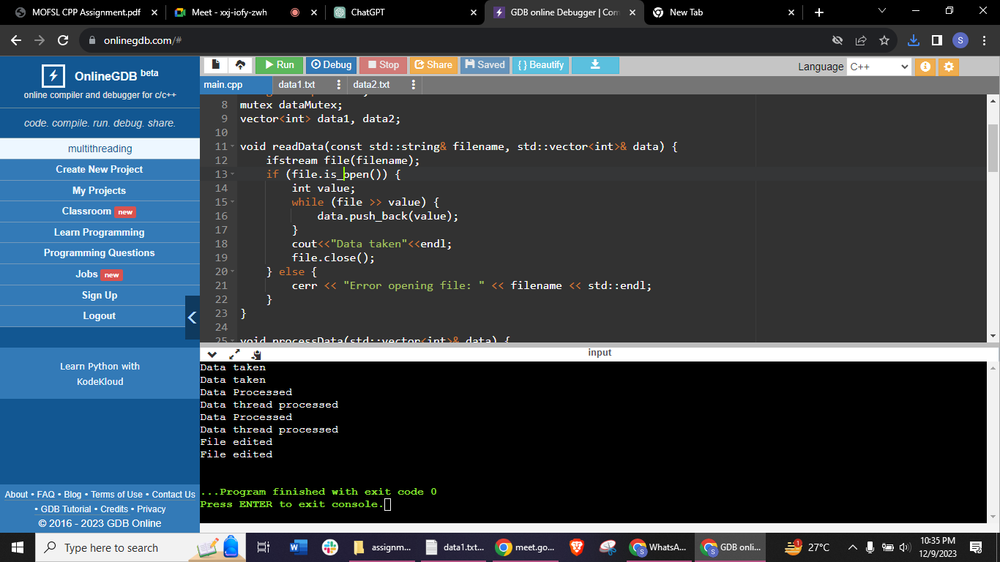 MOFSL CPP Assignment.pdf
Meet - xxj-iofy-zwh
ChatGPT
GDB online Debugger | Com
New Tab
onlinegdb.com/#
S
OnlineGDB beta
online compiler and debugger for c/c++
code. compile. run. debug. share.
multithreading
Create New Project
My Projects
Classroom new
Learn Programming
Programming Questions
Jobs new
Sign Up
Logout
Learn Python with
KodeKloud
About • FAQ • Blog • Terms of Use • Contact Us
• GDB Tutorial • Credits • Privacy
© 2016 - 2023 GDB Online
Run Debug Stop Share Saved { } Beautify
Language C++
main.cpp data1.txt data2.txt
8 mutex dataMutex;
9 vector<int> data1, data2;
10
11 void readData(const std::string& filename, std::vector<int>& data) {
12 ifstream file(filename);
13 if (file.is_open()) {
14 int value;
15 while (file >> value) {
16 data.push_back(value);
17 }
18 cout<<"Data taken"<<endl;
19 file.close();
20 } else {
21 cerr << "Error opening file: " << filename << std::endl;
22 }
23 }
24
25 void processData(std::vector<int>& data) {
input
Data taken
Data taken
Data Processed
Data thread processed
Data Processed
Data thread processed
File edited
File edited
...Program finished with exit code 0
Press ENTER to exit console.
Type here to search
assignm...
data1.txt...
meet.go...
WhatsA...
GDB onli...
1
27°C
10:35 PM
12/9/2023